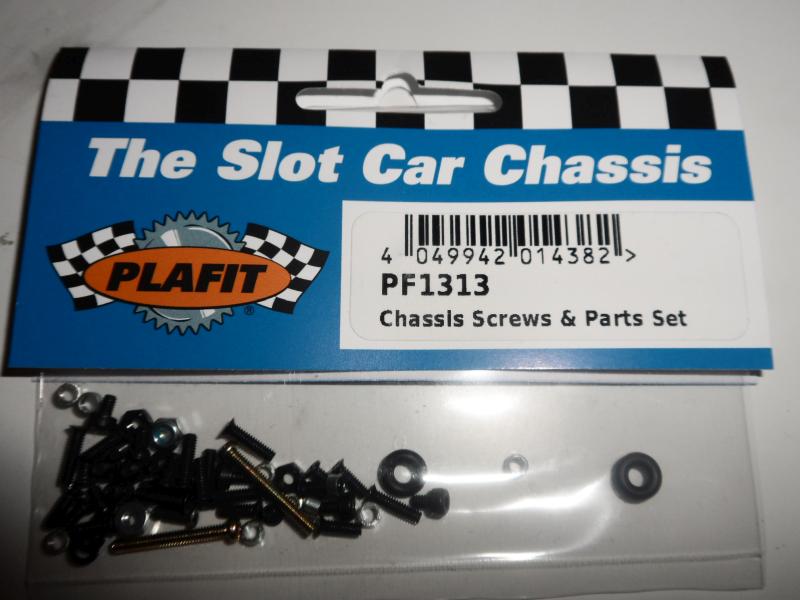 The Slot Car Chassis
PLAFIT®
4 049942 014382 >
PF1313
Chassis Screws & Parts Set